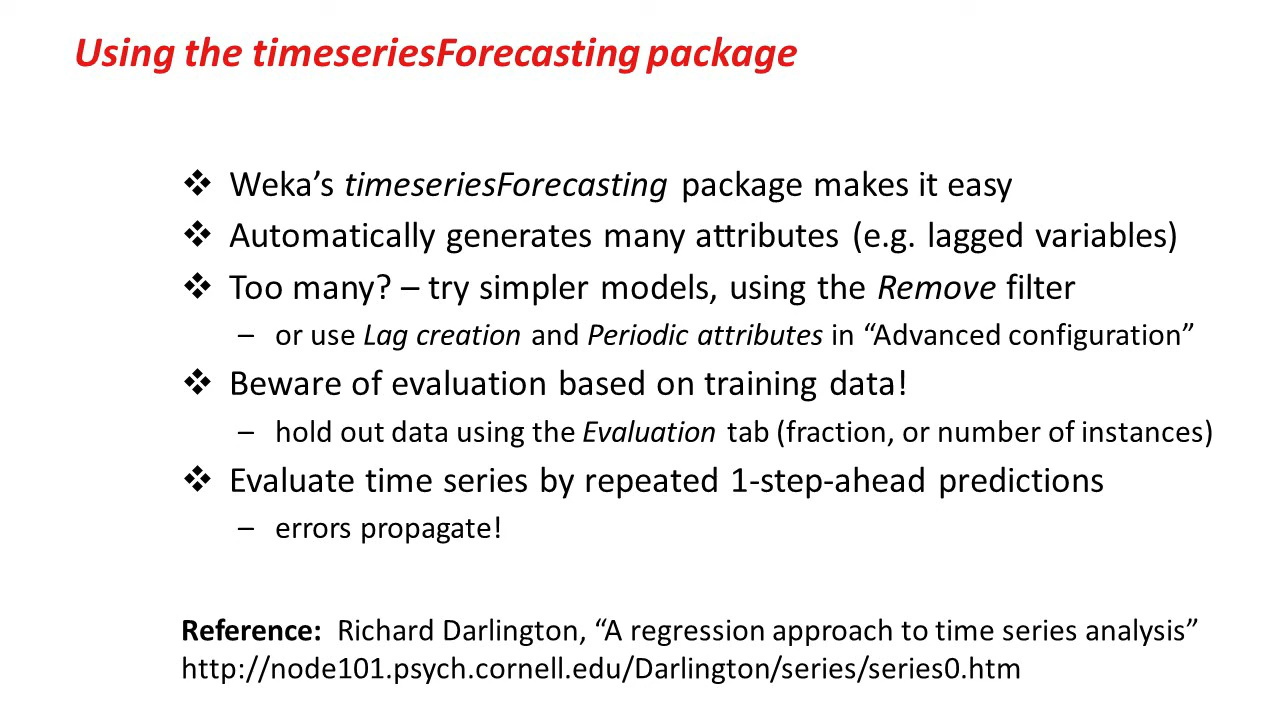 Using the timeseriesForecasting package
❖ Weka’s timeseriesForecasting package makes it easy
❖ Automatically generates many attributes (e.g. lagged variables)
❖ Too many? – try simpler models, using the Remove filter
– or use Lag creation and Periodic attributes in “Advanced configuration”
❖ Beware of evaluation based on training data!
– hold out data using the Evaluation tab (fraction, or number of instances)
❖ Evaluate time series by repeated 1-step-ahead predictions
– errors propagate!
Reference: Richard Darlington, “A regression approach to time series analysis”
http://node101.psych.cornell.edu/Darlington/series/series0.htm